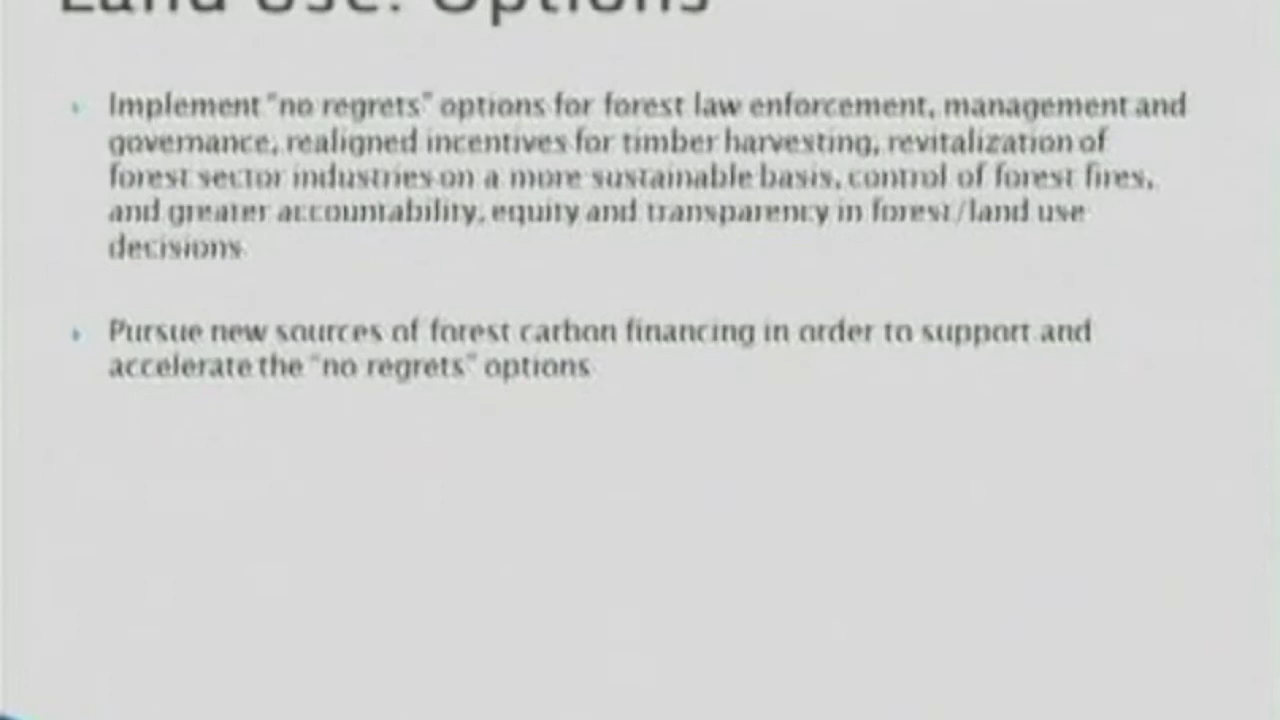 Land Use: Options
Implement "no regrets" options for forest law enforcement, management and
governance, realigned incentives for timber harvesting, revitalization of
forest sector industries on a more sustainable basis, control of forest fires,
and greater accountability, equity and transparency in forest/land use
decisions
Pursue new sources of forest carbon financing in order to support and
accelerate the "no regrets" options